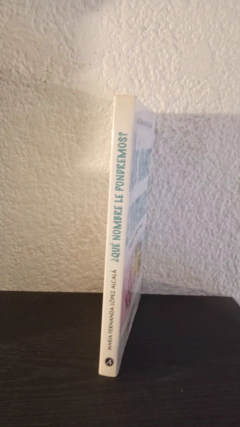 MARÍA FERNANDA LÓPEZ ALCALÁ ¿QUÉ NOMBRE LE PONDREMOS?